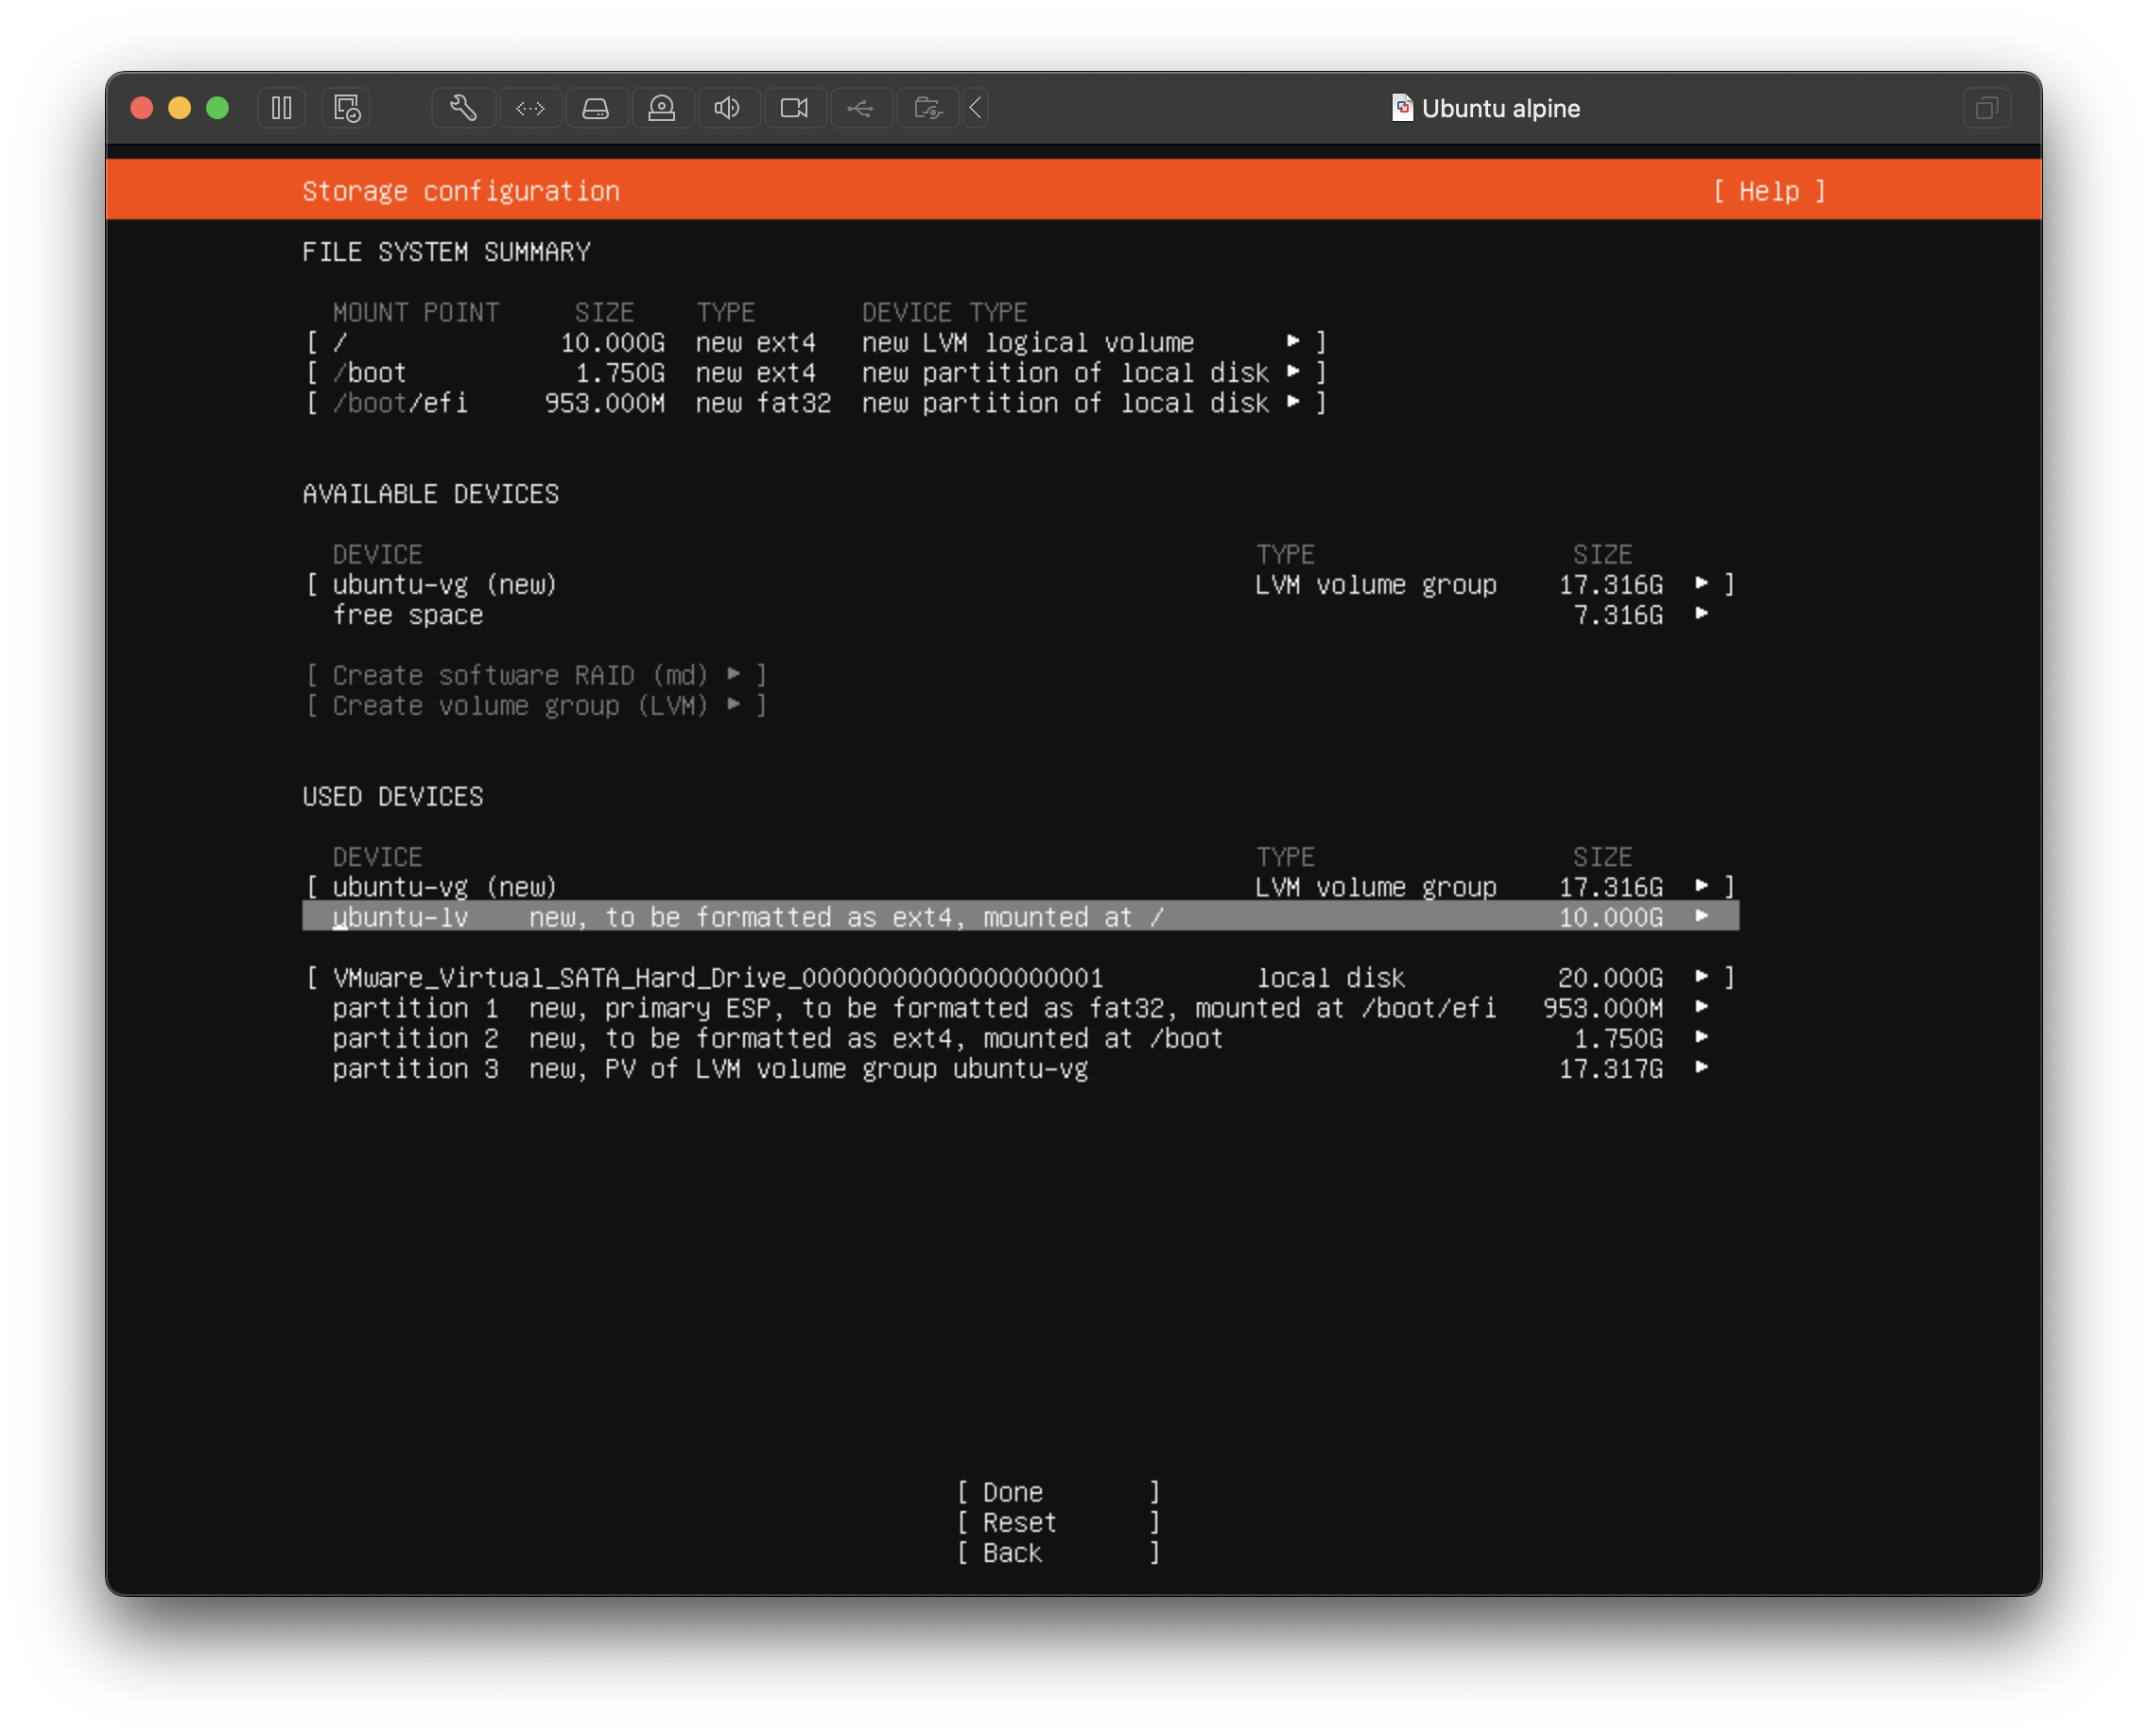 Ubuntu alpine
Storage configuration [ Help ]
FILE SYSTEM SUMMARY
MOUNT POINT SIZE TYPE DEVICE TYPE
[ / 10.000G new ext4 new LVM logical volume ▸ ]
[ /boot 1.750G new ext4 new partition of local disk ▸ ]
[ /boot/efi 953.000M new fat32 new partition of local disk ▸ ]
AVAILABLE DEVICES
DEVICE TYPE SIZE
[ ubuntu-vg (new) LVM volume group 17.316G ▸ ]
free space 7.316G ▸
[ Create software RAID (md) ▸ ]
[ Create volume group (LVM) ▸ ]
USED DEVICES
DEVICE TYPE SIZE
[ ubuntu-vg (new) LVM volume group 17.316G ▸ ]
ubuntu-lv new, to be formatted as ext4, mounted at / 10.000G ▸
[ VMware_Virtual_SATA_Hard_Drive_00000000000000000001 local disk 20.000G ▸ ]
partition 1 new, primary ESP, to be formatted as fat32, mounted at /boot/efi 953.000M ▸
partition 2 new, to be formatted as ext4, mounted at /boot 1.750G ▸
partition 3 new, PV of LVM volume group ubuntu-vg 17.317G ▸
[ Done ]
[ Reset ]
[ Back ]